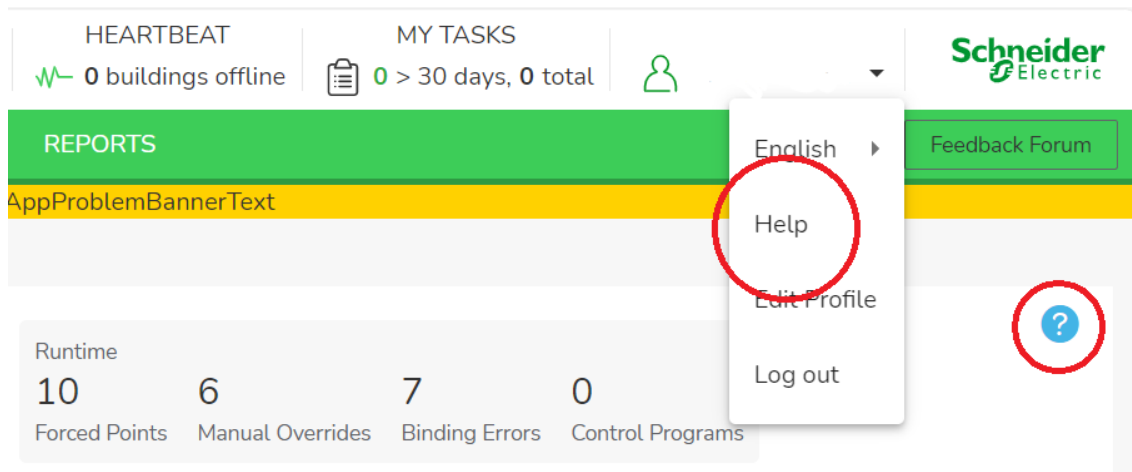 HEARTBEAT
0 buildings offline
MY TASKS
0 > 30 days, 0 total
Schneider
Electric
REPORTS
Feedback Forum
AppProblemBannerText
English
Help
Edit Profile
Log out
?
Runtime
10
Forced Points
6
Manual Overrides
7
Binding Errors
0
Control Programs